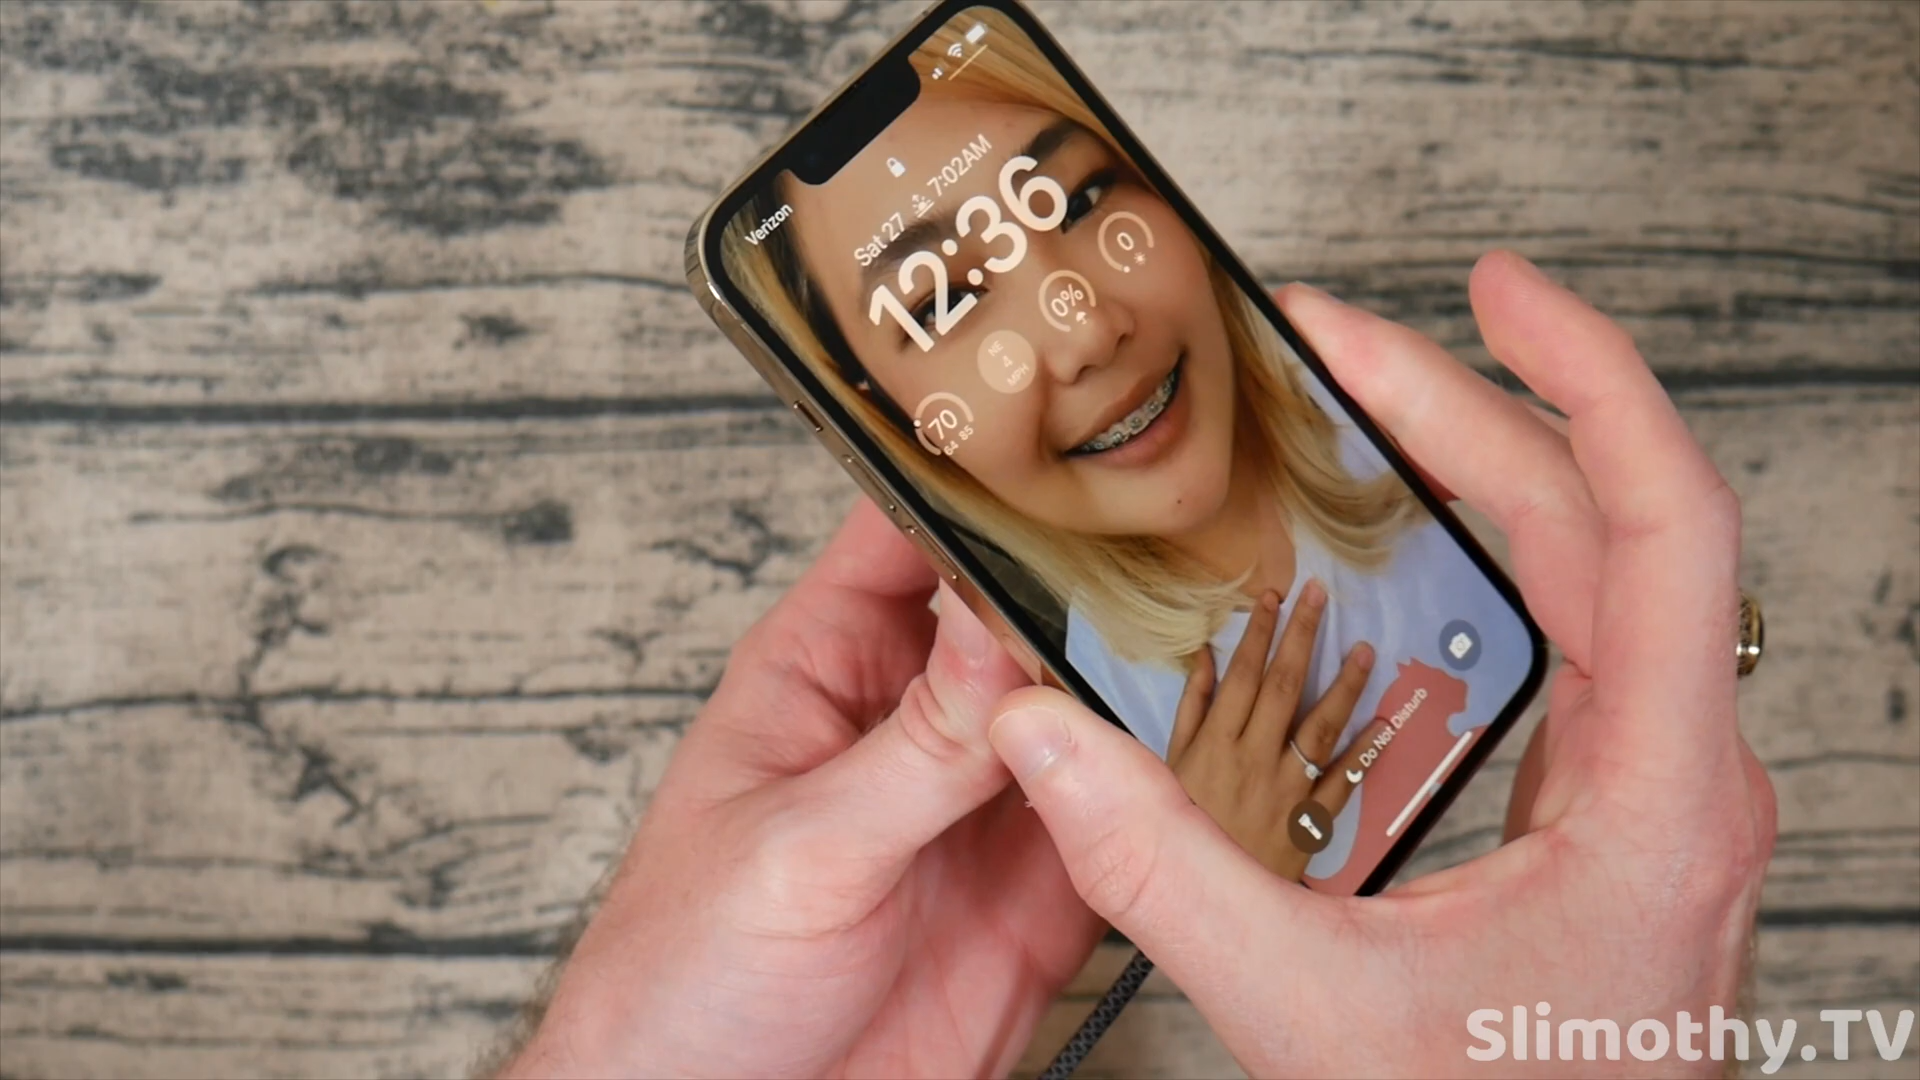 Verizon
Sat 27 7:02AM
12:36
70
64 85
NE
4
MPH
0%
0
Do Not Disturb
Slimothy.TV